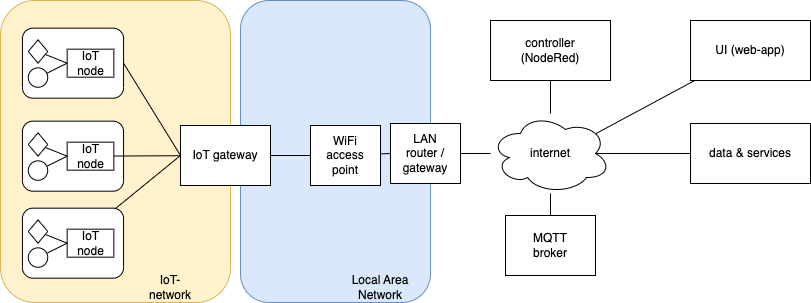 IoT
node
IoT
node
IoT
node
IoT gateway
IoT-
network
WiFi
access
point
LAN
router /
gateway
Local Area
Network
controller
(NodeRed)
internet
MQTT
broker
UI (web-app)
data & services